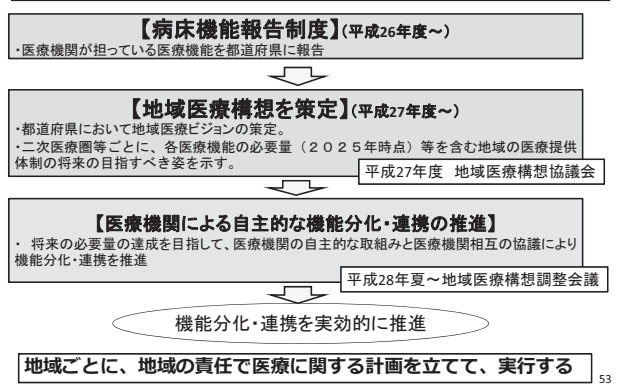 【病床機能報告制度】(平成26年度～)
・医療機関が担っている医療機能を都道府県に報告
【地域医療構想を策定】(平成27年度～)
・都道府県において地域医療ビジョンの策定。
・二次医療圏等ごとに、各医療機能の必要量（２０２５年時点）等を含む地域の医療提供
体制の将来の目指すべき姿を示す。
平成27年度 地域医療構想協議会
【医療機関による自主的な機能分化・連携の推進】
・ 将来の必要量の達成を目指して、医療機関の自主的な取組みと医療機関相互の協議により
機能分化・連携を推進
平成28年夏～地域医療構想調整会議
機能分化・連携を実効的に推進
地域ごとに、地域の責任で医療に関する計画を立てて、実行する
53